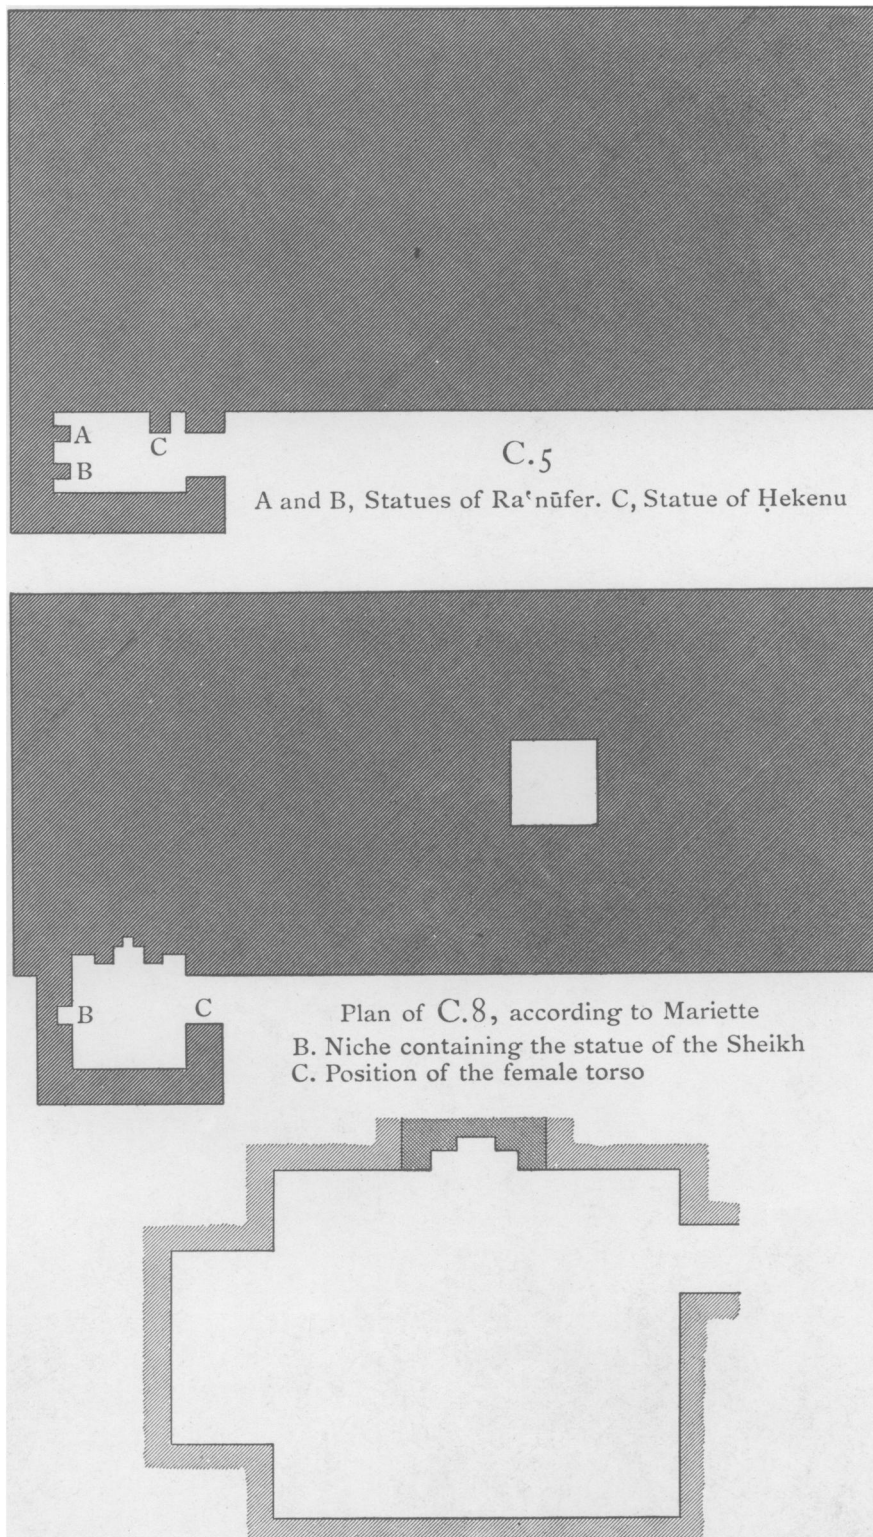 A
B
C
C.5
A and B, Statues of Raʿnūfer. C, Statue of Ḥekenu
B
C
Plan of C.8, according to Mariette
B. Niche containing the statue of the Sheikh
C. Position of the female torso